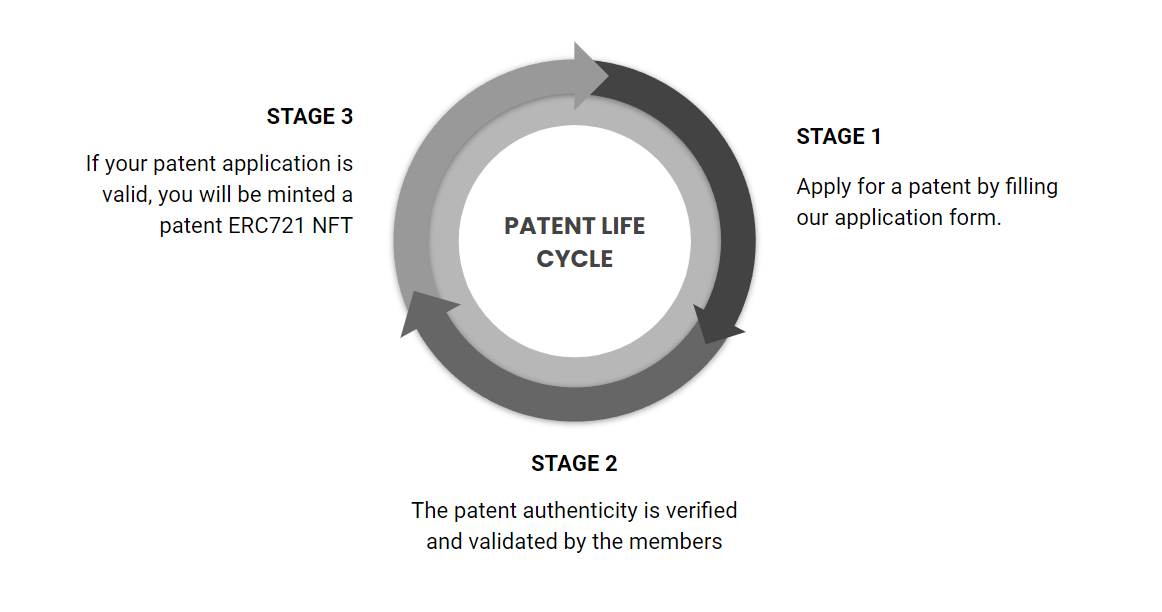 PATENT LIFE
CYCLE
STAGE 1
Apply for a patent by filling
our application form.
STAGE 2
The patent authenticity is verified
and validated by the members
STAGE 3
If your patent application is
valid, you will be minted a
patent ERC721 NFT